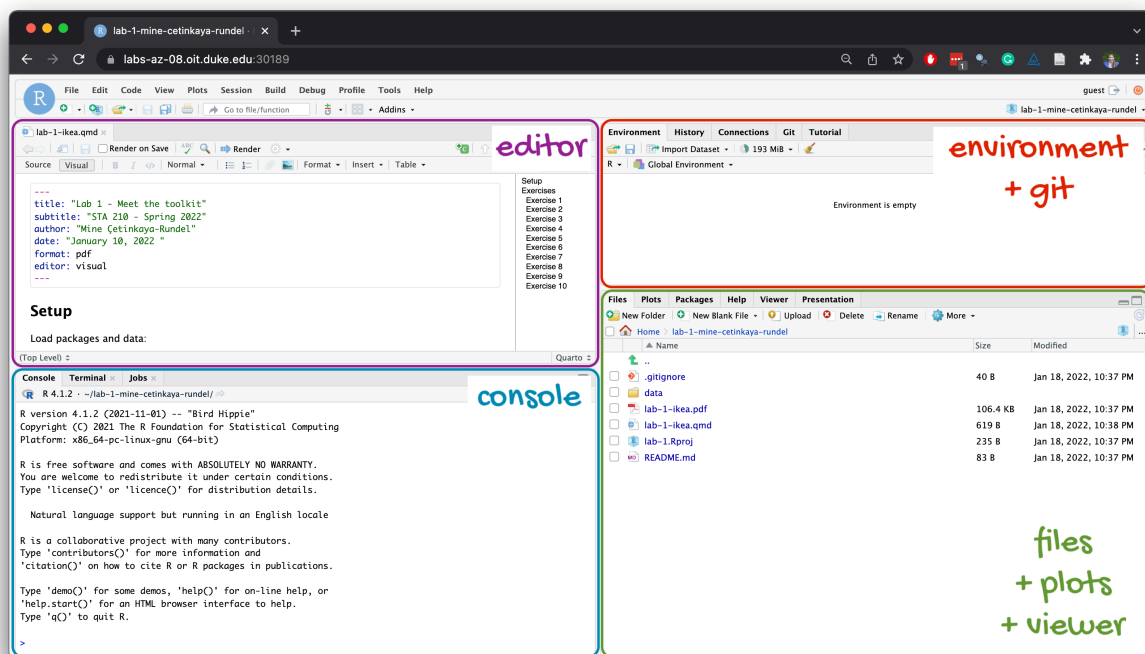 lab-1-mine-cetinkaya-rundel ·
labs-az-08.oit.duke.edu:30189
1
R
File Edit Code View Plots Session Build Debug Profile Tools Help
guest
Go to file/function
Addins
lab-1-mine-cetinkaya-rundel
lab-1-ikea.qmd
editor
Render on Save
ABC
Render
Source Visual B I </> Normal Format Insert Table
---
title: "Lab 1 - Meet the toolkit"
subtitle: "STA 210 - Spring 2022"
author: "Mine Çetinkaya-Rundel"
date: "January 10, 2022 "
format: pdf
editor: visual
---
Setup
Load packages and data:
Setup
Exercises
Exercise 1
Exercise 2
Exercise 3
Exercise 4
Exercise 5
Exercise 6
Exercise 7
Exercise 8
Exercise 9
Exercise 10
(Top Level)
Quarto
Console Terminal Jobs
console
R 4.1.2 · ~/lab-1-mine-cetinkaya-rundel/
R version 4.1.2 (2021-11-01) -- "Bird Hippie"
Copyright (C) 2021 The R Foundation for Statistical Computing
Platform: x86_64-pc-linux-gnu (64-bit)
R is free software and comes with ABSOLUTELY NO WARRANTY.
You are welcome to redistribute it under certain conditions.
Type 'license()' or 'licence()' for distribution details.
Natural language support but running in an English locale
R is a collaborative project with many contributors.
Type 'contributors()' for more information and
'citation()' on how to cite R or R packages in publications.
Type 'demo()' for some demos, 'help()' for on-line help, or
'help.start()' for an HTML browser interface to help.
Type 'q()' to quit R.
>
Environment History Connections Git Tutorial
Import Dataset 193 MiB
R Global Environment
Environment is empty
environment
+ git
Files Plots Packages Help Viewer Presentation
New Folder New Blank File Upload Delete Rename More
Home lab-1-mine-cetinkaya-rundel
...
Name Size Modified
..
.gitignore 40 B Jan 18, 2022, 10:37 PM
data
lab-1-ikea.pdf 106.4 KB Jan 18, 2022, 10:37 PM
lab-1-ikea.qmd 619 B Jan 18, 2022, 10:38 PM
lab-1.Rproj 235 B Jan 18, 2022, 10:37 PM
README.md 83 B Jan 18, 2022, 10:37 PM
files
+ plots
+ viewer